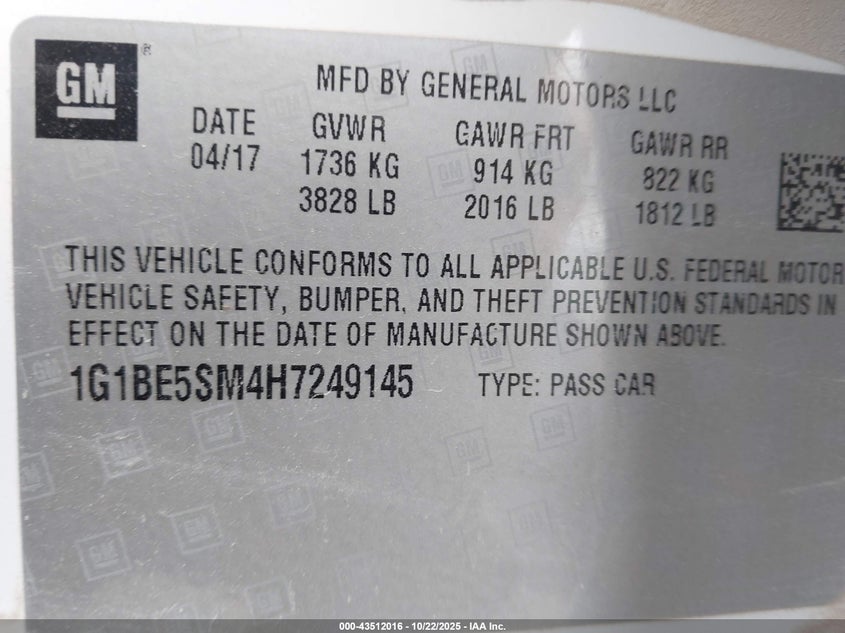 GM ®
MFD BY GENERAL MOTORS LLC
DATE GVWR GAWR FRT GAWR RR
04/17 1736 KG 914 KG 822 KG
3828 LB 2016 LB 1812 LB
THIS VEHICLE CONFORMS TO ALL APPLICABLE U.S. FEDERAL MOTOR
VEHICLE SAFETY, BUMPER, AND THEFT PREVENTION STANDARDS IN
EFFECT ON THE DATE OF MANUFACTURE SHOWN ABOVE.
1G1BE5SM4H7249145 TYPE: PASS CAR
000-43512016 - 10/22/2025 - IAA Inc.